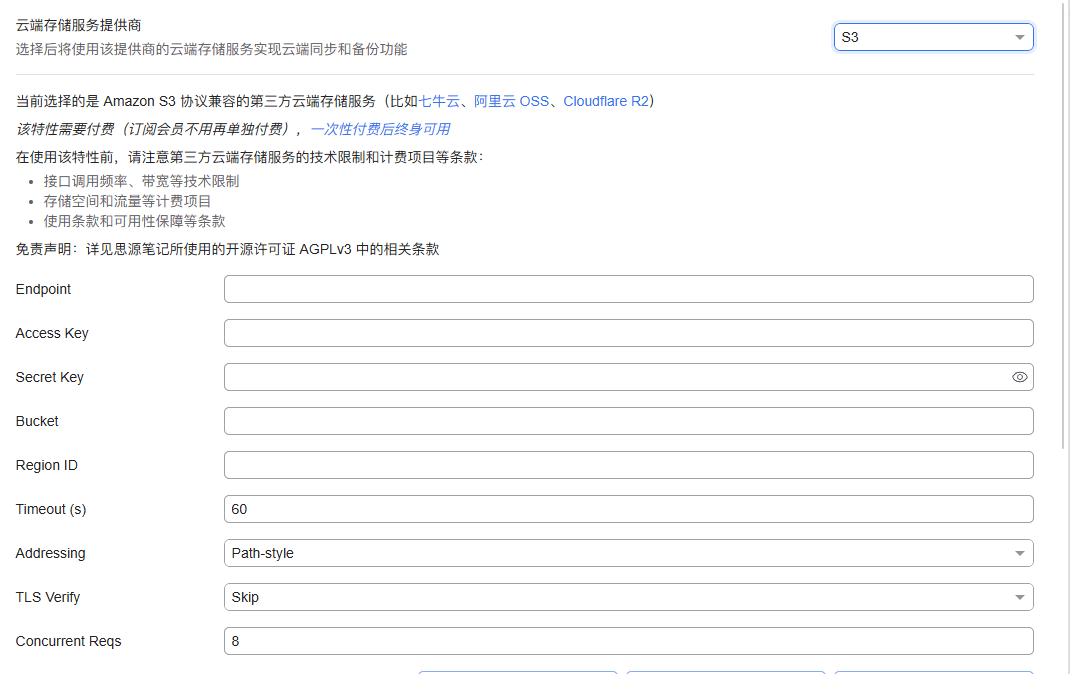 云端存储服务提供商
选择后将使用该提供商的云端存储服务实现云端同步和备份功能
S3
当前选择的是 Amazon S3 协议兼容的第三方云端存储服务（比如七牛云、阿里云 OSS、Cloudflare R2）
该特性需要付费（订阅会员不用再单独付费），一次性付费后终身可用
在使用该特性前，请注意第三方云端存储服务的技术限制和计费项目等条款：
• 接口调用频率、带宽等技术限制
• 存储空间和流量等计费项目
• 使用条款和可用性保障等条款
免责声明：详见思源笔记所使用的开源许可证 AGPLv3 中的相关条款
Endpoint
Access Key
Secret Key
Bucket
Region ID
Timeout (s) 60
Addressing Path-style
TLS Verify Skip
Concurrent Reqs 8